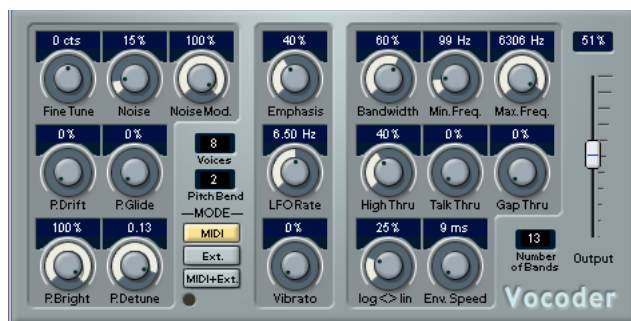 0 cts 15% 100% 40% 60% 99 Hz 6306 Hz 51%
Fine Tune Noise Noise Mod. Emphasis Bandwidth Min. Freq. Max. Freq.
0% 0% 8 6.50 Hz 40% 0% 0%
Voices
2
P.Drift P.Glide Pitch Bend LFO Rate High Thru Talk Thru Gap Thru
MODE
100% 0.13 MIDI 0% 25% 9 ms 13
Ext.
Number
of Bands
Output
MIDI+Ext.
P.Bright P.Detune Vibrato log<>lin Env. Speed Vocoder